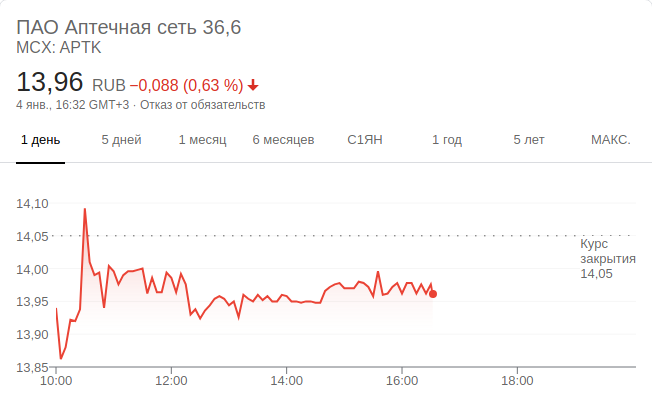 ПАО Аптечная сеть 36,6
MCX: APTK
13,96 RUB −0,088 (0,63 %)
4 янв., 16:32 GMT+3 · Отказ от обязательств
1 день 5 дней 1 месяц 6 месяцев С1ЯН 1 год 5 лет МАКС.
14,10
14,05
Курс
закрытия
14,05
14,00
13,95
13,90
13,85
10:00 12:00 14:00 16:00 18:00